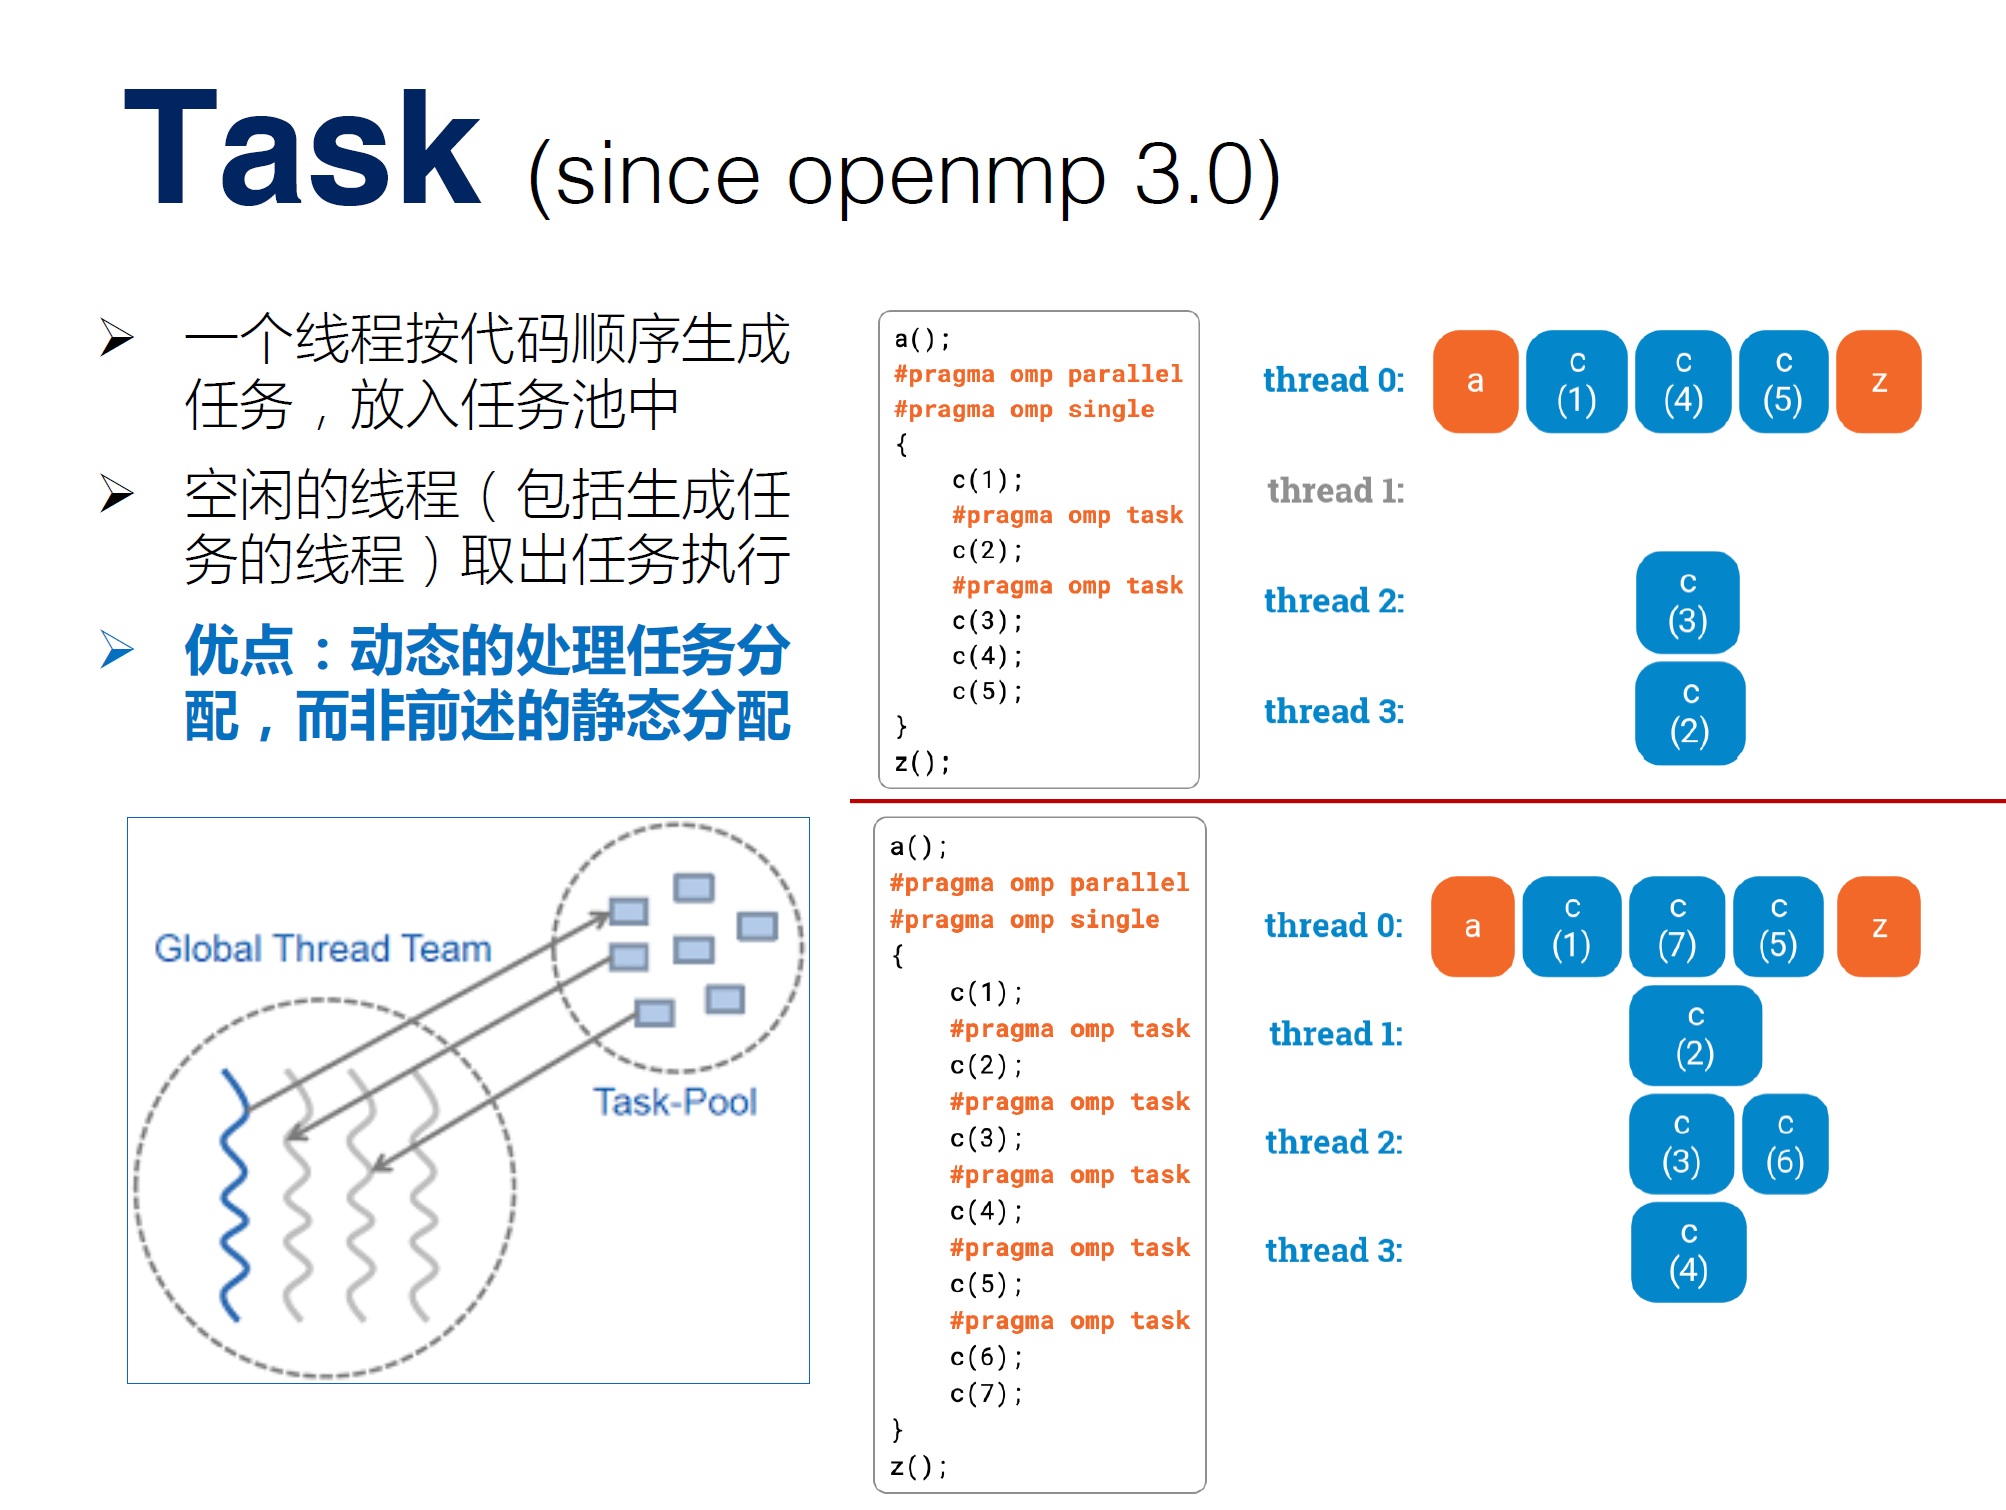 Task (since openmp 3.0)
一个线程按代码顺序生成
任务，放入任务池中
空闲的线程（包括生成任
务的线程）取出任务执行
优点：动态的处理任务分
配，而非前述的静态分配
Global Thread Team
Task-Pool
a();
#pragma omp parallel
#pragma omp single
{
c(1);
#pragma omp task
c(2);
#pragma omp task
c(3);
c(4);
c(5);
}
z();
thread 0:
a
c
(1)
c
(4)
c
(5)
z
thread 1:
thread 2:
c
(3)
thread 3:
c
(2)
a();
#pragma omp parallel
#pragma omp single
{
c(1);
#pragma omp task
c(2);
#pragma omp task
c(3);
#pragma omp task
c(4);
#pragma omp task
c(5);
#pragma omp task
c(6);
c(7);
}
z();
thread 0:
a
c
(1)
c
(7)
c
(5)
z
thread 1:
c
(2)
thread 2:
c
(3)
c
(6)
thread 3:
c
(4)